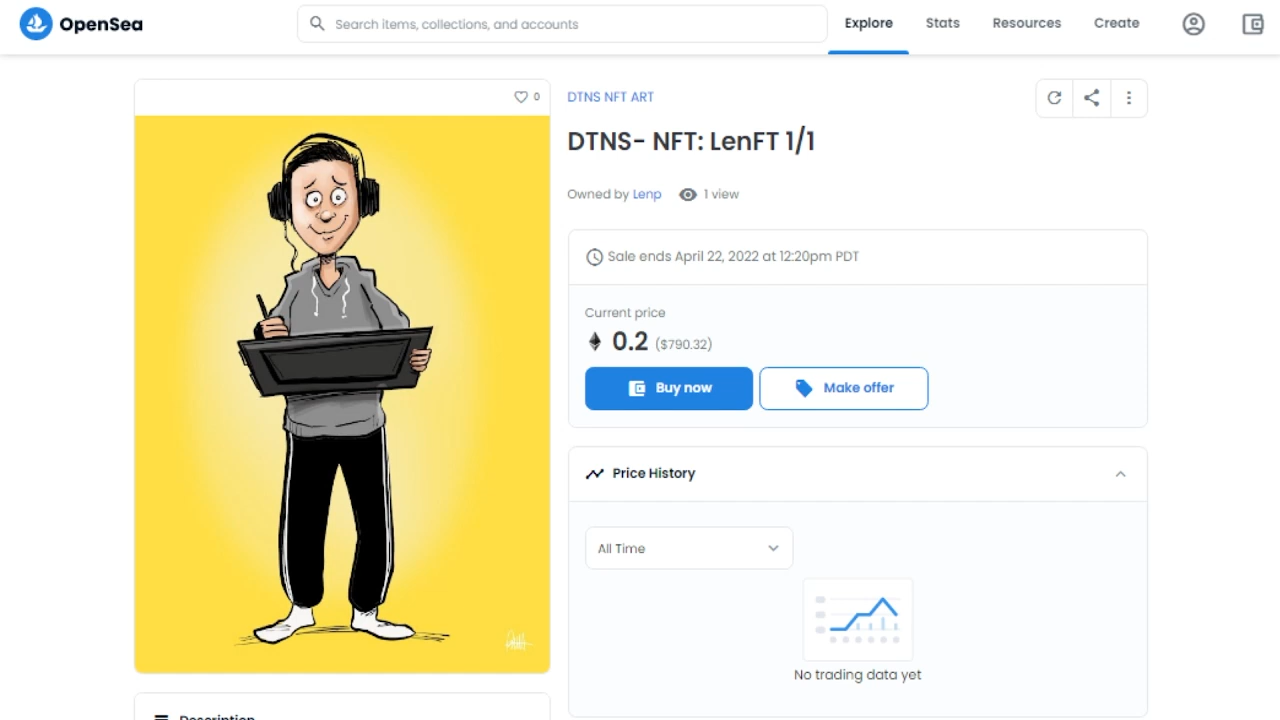 OpenSea
Search items, collections, and accounts
Explore
Stats
Resources
Create
0
DTNS NFT ART
DTNS- NFT: LenFT 1/1
Owned by Lenp
1 view
Sale ends April 22, 2022 at 12:20pm PDT
Current price
0.2 ($790.32)
Buy now
Make offer
Price History
All Time
No trading data yet
Description